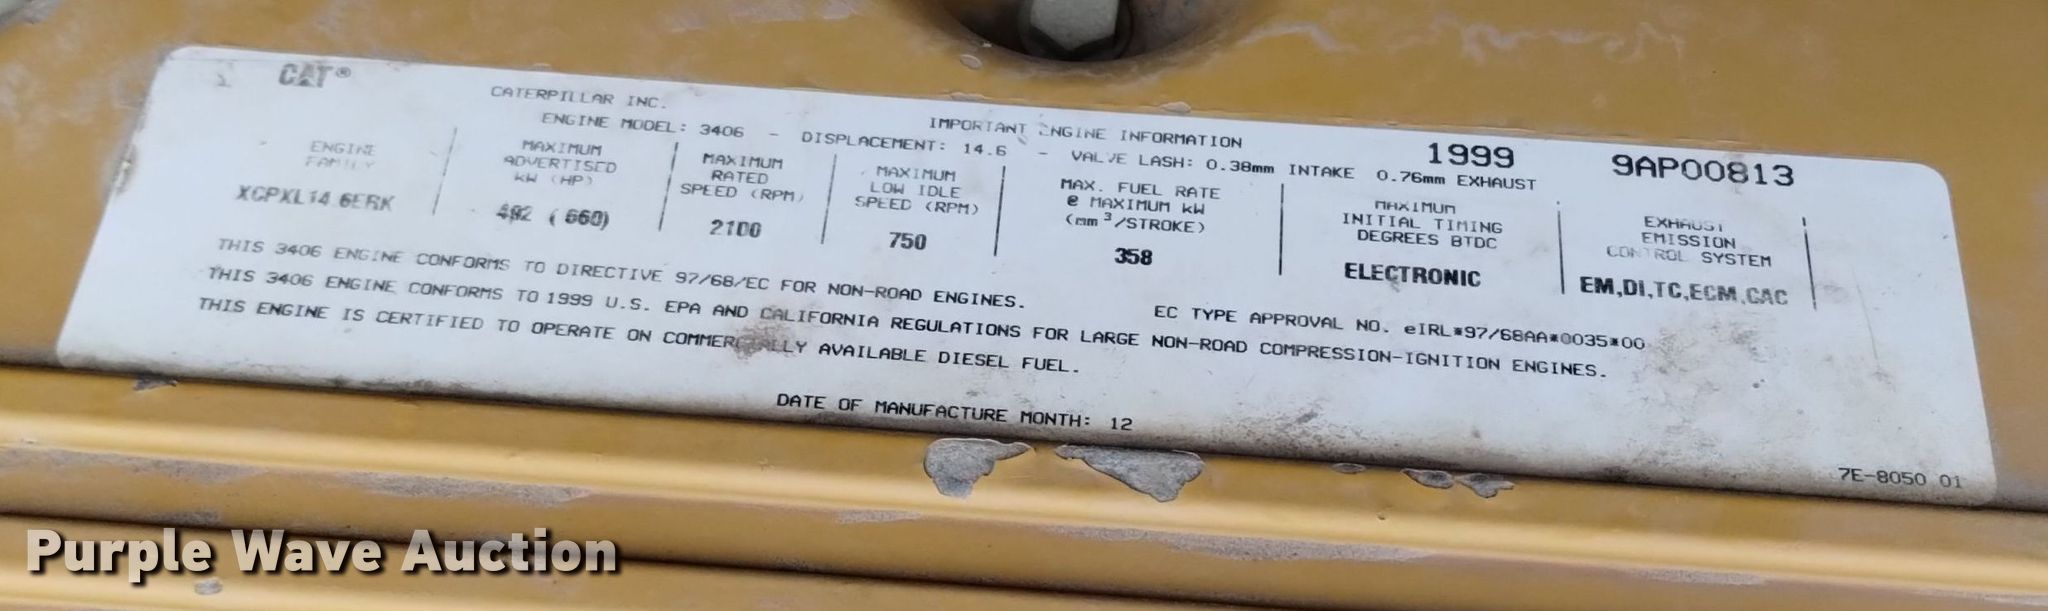 CAT®
CATERPILLAR INC.
IMPORTANT ENGINE INFORMATION
1999 9AP00813
ENGINE MODEL: 3406 - DISPLACEMENT: 14.6 - VALVE LASH: 0.38mm INTAKE 0.76mm EXHAUST
ENGINE FAMILY
XCPXL14.6ERK
MAXIMUM ADVERTISED KW (HP)
492 (660)
MAXIMUM RATED SPEED (RPM)
2100
MAXIMUM LOW IDLE SPEED (RPM)
750
MAX. FUEL RATE @ MAXIMUM KW (mm³/STROKE)
358
MAXIMUM INITIAL TIMING DEGREES BTDC
ELECTRONIC
EXHAUST EMISSION CONTROL SYSTEM
EM,DI,TC,ECM,CAC
THIS 3406 ENGINE CONFORMS TO DIRECTIVE 97/68/EC FOR NON-ROAD ENGINES. EC TYPE APPROVAL NO. eIRL*97/68AA*0035*00
THIS 3406 ENGINE CONFORMS TO 1999 U.S. EPA AND CALIFORNIA REGULATIONS FOR LARGE NON-ROAD COMPRESSION-IGNITION ENGINES.
THIS ENGINE IS CERTIFIED TO OPERATE ON COMMERCIALLY AVAILABLE DIESEL FUEL.
DATE OF MANUFACTURE MONTH: 12
7E-8050 01
Purple Wave Auction